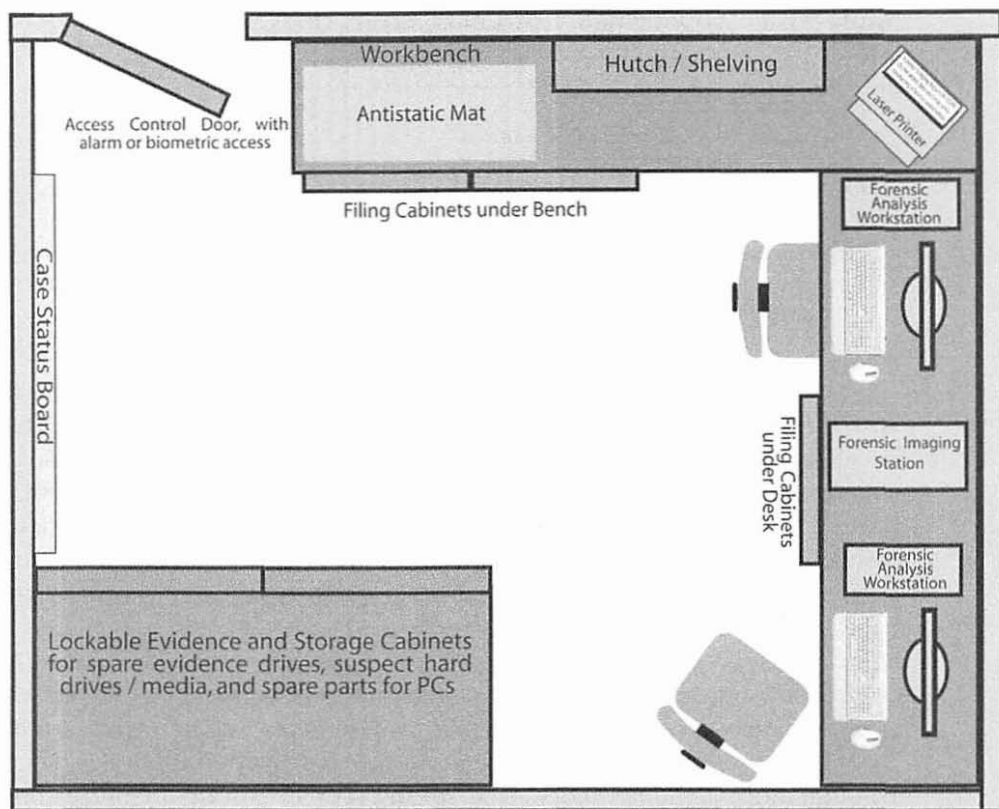 Workbench
Hutch / Shelving
Antistatic Mat
Laser Printer
Access Control Door, with
alarm or biometric access
Filing Cabinets under Bench
Forensic
Analysis
Workstation
Case Status Board
Filing Cabinets
under Desk
Forensic Imaging
Station
Forensic
Analysis
Workstation
Lockable Evidence and Storage Cabinets
for spare evidence drives, suspect hard
drives / media, and spare parts for PCs